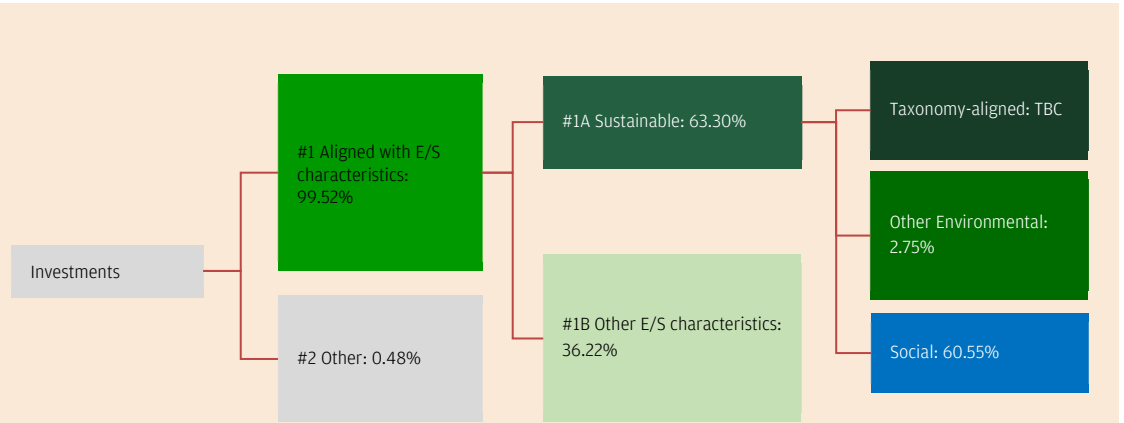 Investments
#1 Aligned with E/S
characteristics:
99.52%
#2 Other: 0.48%
#1A Sustainable: 63.30%
#1B Other E/S characteristics:
36.22%
Taxonomy-aligned: TBC
Other Environmental:
2.75%
Social: 60.55%